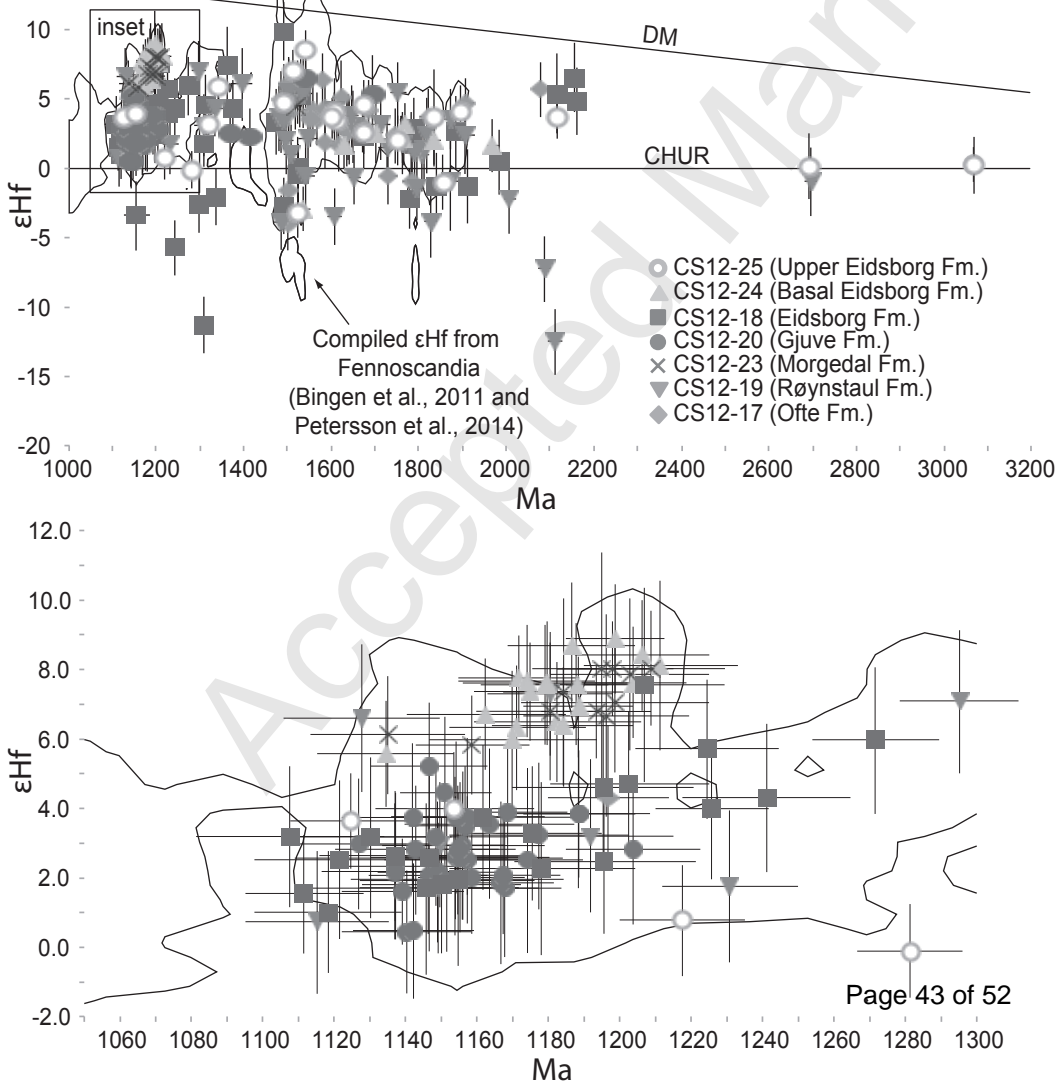 10
5
0
-5
-10
-15
-20
εHf
inset
DM
CHUR
Compiled εHf from
Fennoscandia
(Bingen et al., 2011 and
Petersson et al., 2014)
CS12-25 (Upper Eidsborg Fm.)
CS12-24 (Basal Eidsborg Fm.)
CS12-18 (Eidsborg Fm.)
CS12-20 (Gjuve Fm.)
CS12-23 (Morgedal Fm.)
CS12-19 (Røynstaul Fm.)
CS12-17 (Ofte Fm.)
1000 1200 1400 1600 1800 2000 2200 2400 2600 2800 3000 3200
Ma
12.0
10.0
8.0
6.0
4.0
2.0
0.0
-2.0
εHf
1060 1080 1100 1120 1140 1160 1180 1200 1220 1240 1260 1280 1300
Ma
Page 43 of 52
Accepted Man